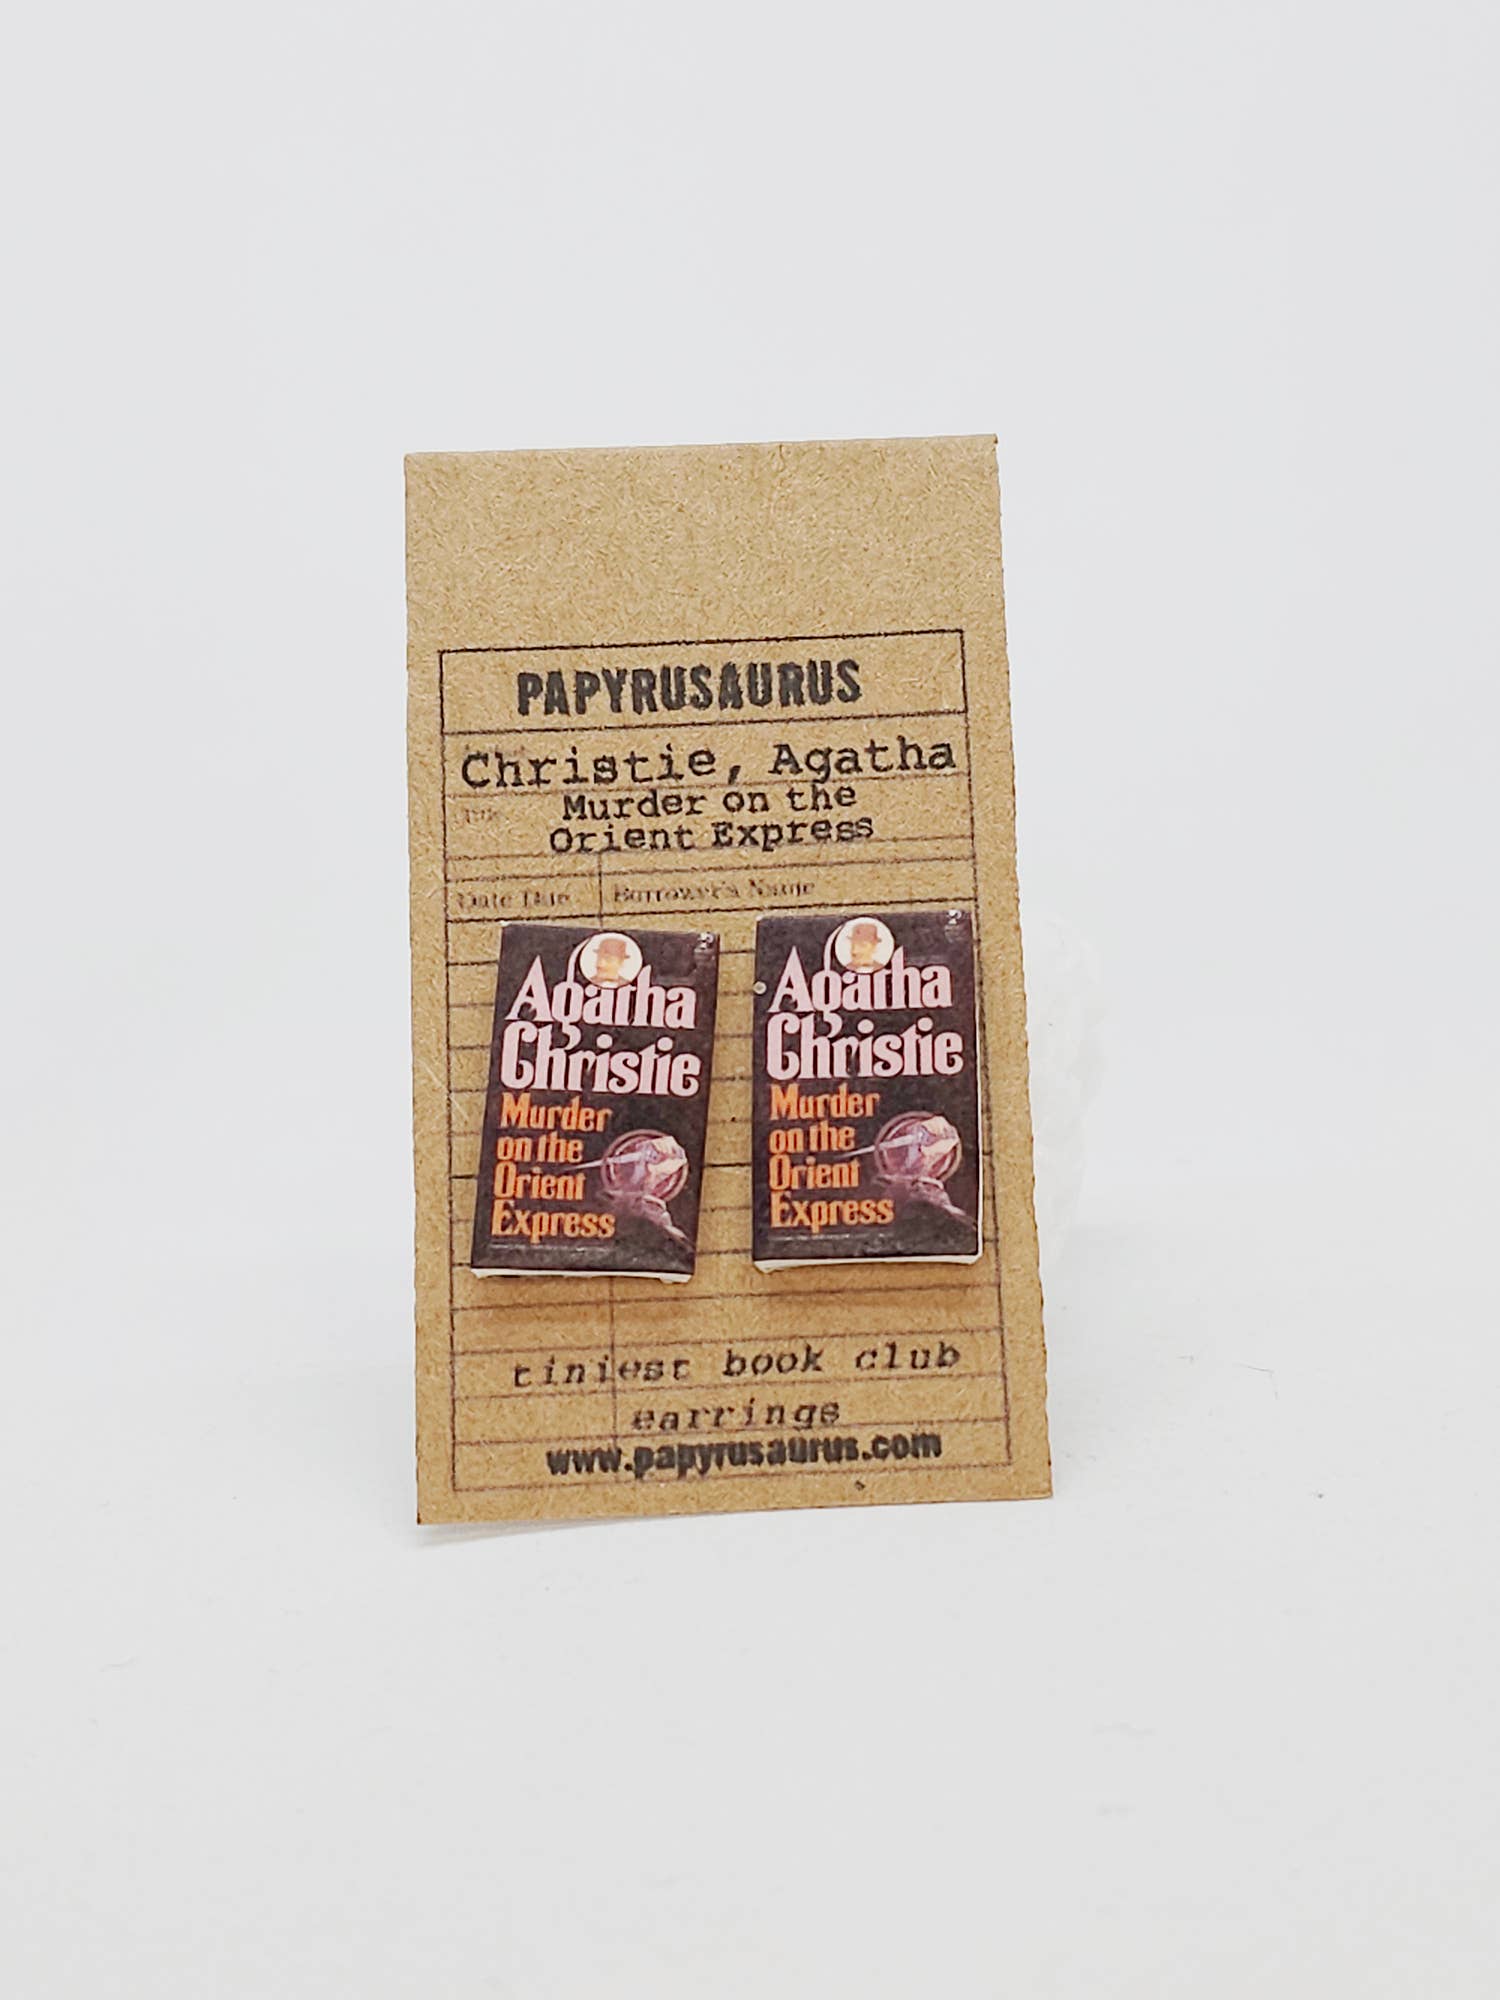 PAPYRUSAURUS
Christie, Agatha
Title
Murder on the
Orient Express
Date Due
Borrower's Name
Agatha
Christie
Murder
on the
Orient
Express
Agatha
Christie
Murder
on the
Orient
Express
tiniest book club
earrings
www.papyrusaurus.com